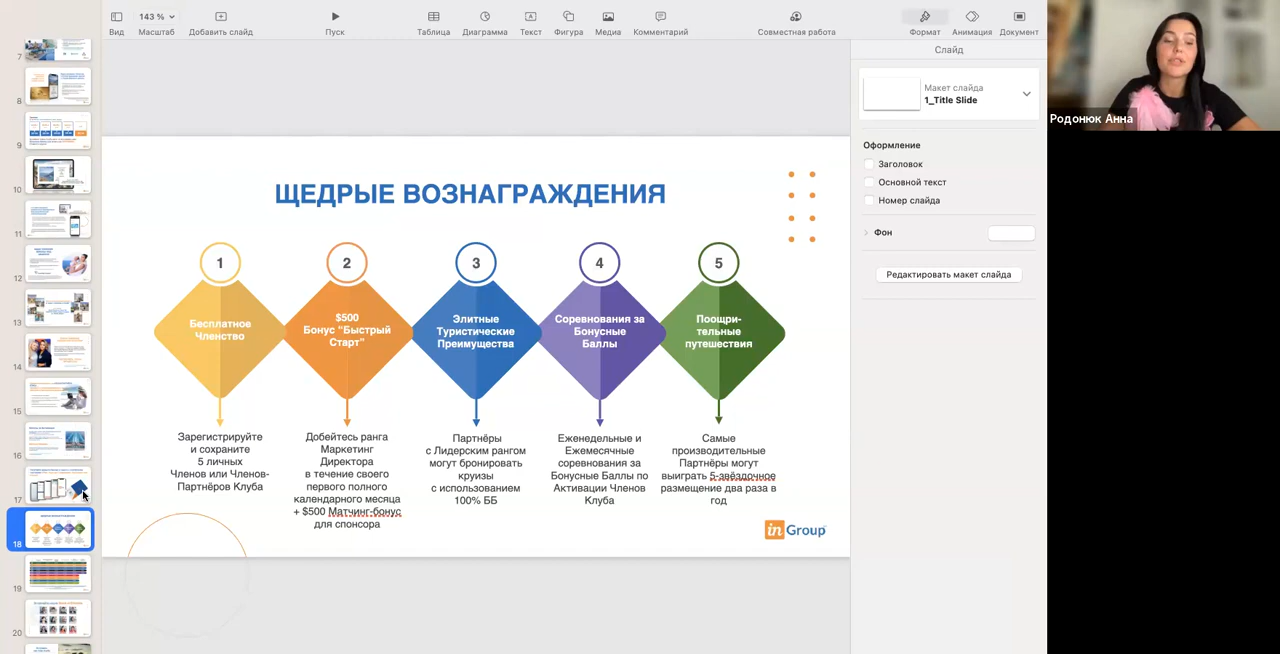 143 %
Вид
Масштаб
Добавить слайд
Пуск
Таблица
Диаграмма
Текст
Фигура
Медиа
Комментарий
Совместная работа
Формат
Анимация
Документ
Слайд
Макет слайда
1_Title Slide
Оформление
Заголовок
Основной текст
Номер слайда
Фон
Редактировать макет слайда
Родонюк Анна
7
8
9
10
11
12
13
14
15
16
17
18
19
20
ЩЕДРЫЕ ВОЗНАГРАЖДЕНИЯ
1
Бесплатное
Членство
Зарегистрируйте
и сохраните
5 личных
Членов или Членов-
Партнёров Клуба
2
$500
Бонус "Быстрый
Старт"
Добейтесь ранга
Маркетинг
Директора
в течение своего
первого полного
календарного месяца
+ $500 Матчинг-бонус
для спонсора
3
Элитные
Туристические
Преимущества
Партнёры
с Лидерским рангом
могут бронировать
круизы
с использованием
100% ББ
4
Соревнования за
Бонусные
Баллы
Еженедельные и
Ежемесячные
соревнования за
Бонусные Баллы по
Активации Членов
Клуба
5
Поощри-
тельные
путешествия
Самые
производительные
Партнёры могут
выиграть 5-звёздочное
размещение два раза в
год
inGroup